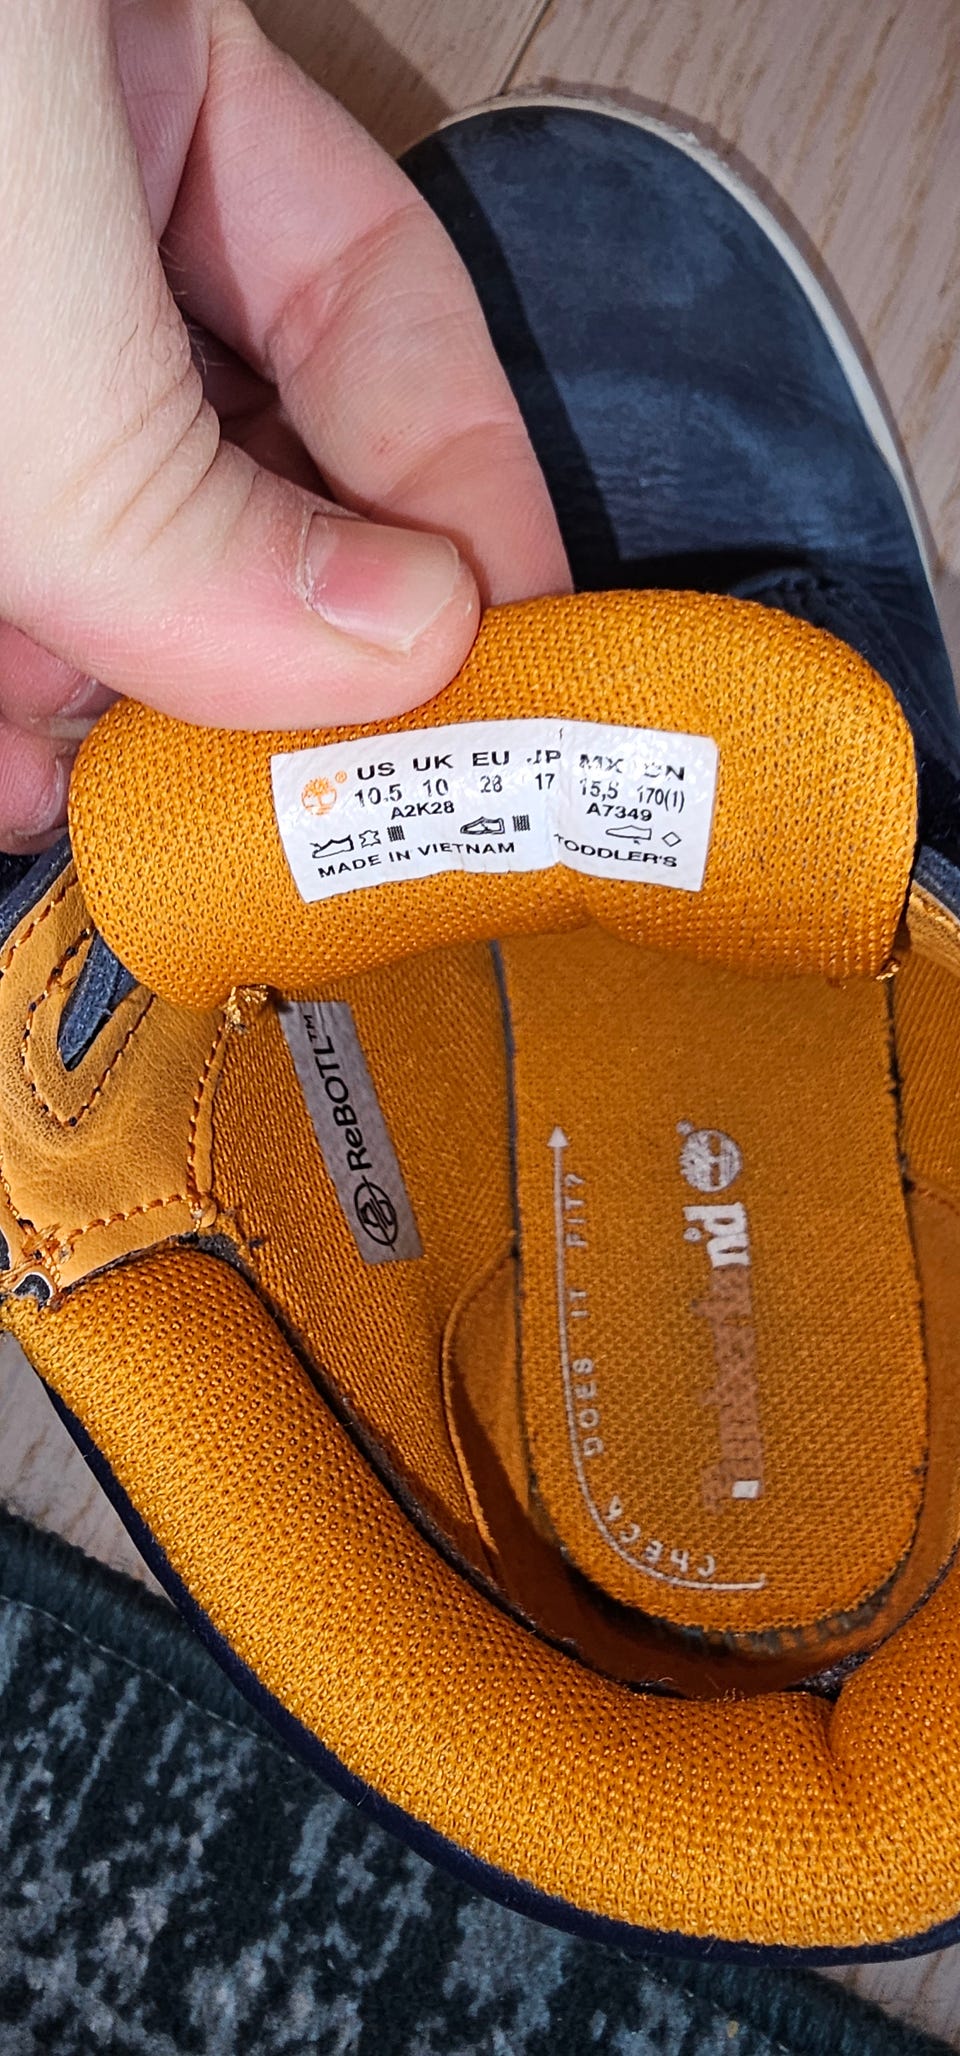 ® US UK EU JP MX CN
10.5 10 28 17 15,5 170(1)
A2K28 A7349
MADE IN VIETNAM TODDLER'S
ReBOTL™
CHECK DOES IT FIT?